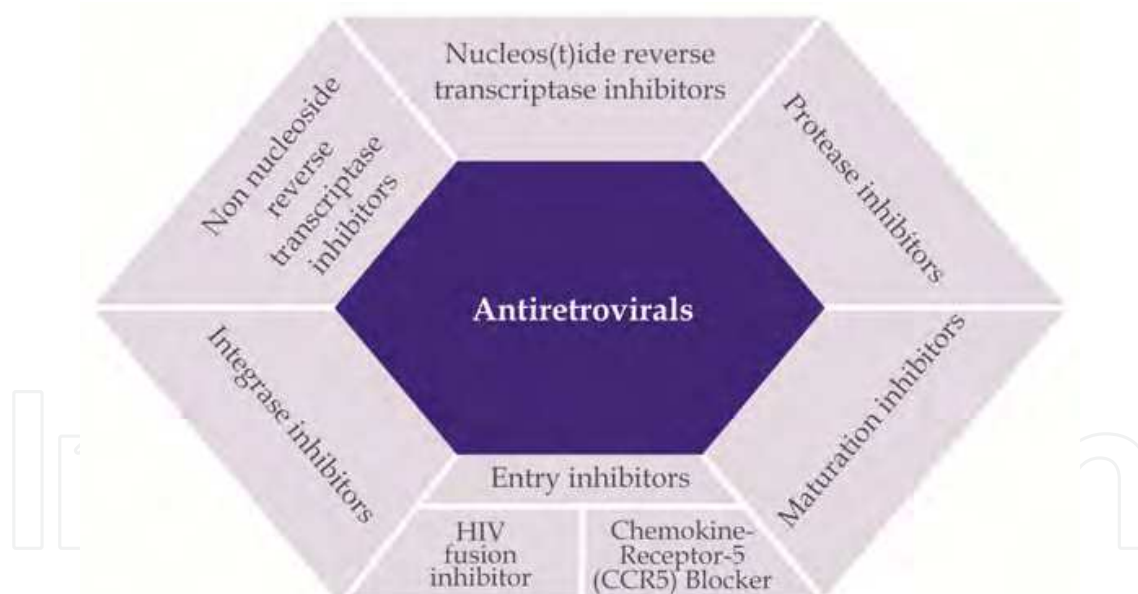 Nucleos(t)ide reverse
transcriptase inhibitors
Protease inhibitors
Non nucleoside
reverse
transcriptase
inhibitors
Antiretrovirals
Integrase inhibitors
Maturation inhibitors
Entry inhibitors
HIV
fusion
inhibitor
Chemokine-
Receptor-5
(CCR5) Blocker